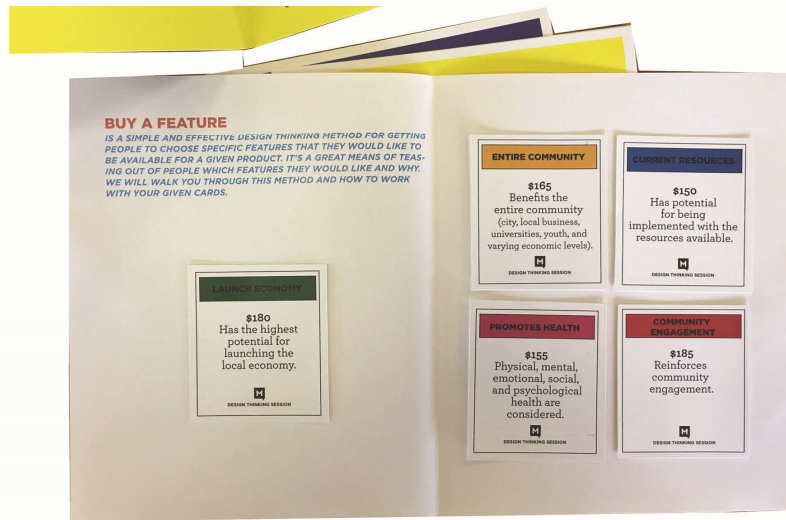 BUY A FEATURE
IS A SIMPLE AND EFFECTIVE DESIGN THINKING METHOD FOR GETTING
PEOPLE TO CHOOSE SPECIFIC FEATURES THAT THEY WOULD LIKE TO
BE AVAILABLE FOR A GIVEN PRODUCT. IT'S A GREAT MEANS OF TEAS-
ING OUT OF PEOPLE WHICH FEATURES THEY WOULD LIKE AND WHY.
WE WILL WALK YOU THROUGH THIS METHOD AND HOW TO WORK
WITH YOUR GIVEN CARDS.
LAUNCH ECONOMY
$180
Has the highest
potential for
launching the
local economy.
M
DESIGN THINKING SESSION
ENTIRE COMMUNITY
$165
Benefits the
entire community
(city, local business,
universities, youth, and
varying economic levels).
M
DESIGN THINKING SESSION
CURRENT RESOURCES
$150
Has potential
for being
implemented with the
resources available.
M
DESIGN THINKING SESSION
PROMOTES HEALTH
$155
Physical, mental,
emotional, social,
and psychological
health are
considered.
M
DESIGN THINKING SESSION
COMMUNITY
ENGAGEMENT
$185
Reinforces
community
engagement.
M
DESIGN THINKING SESSION